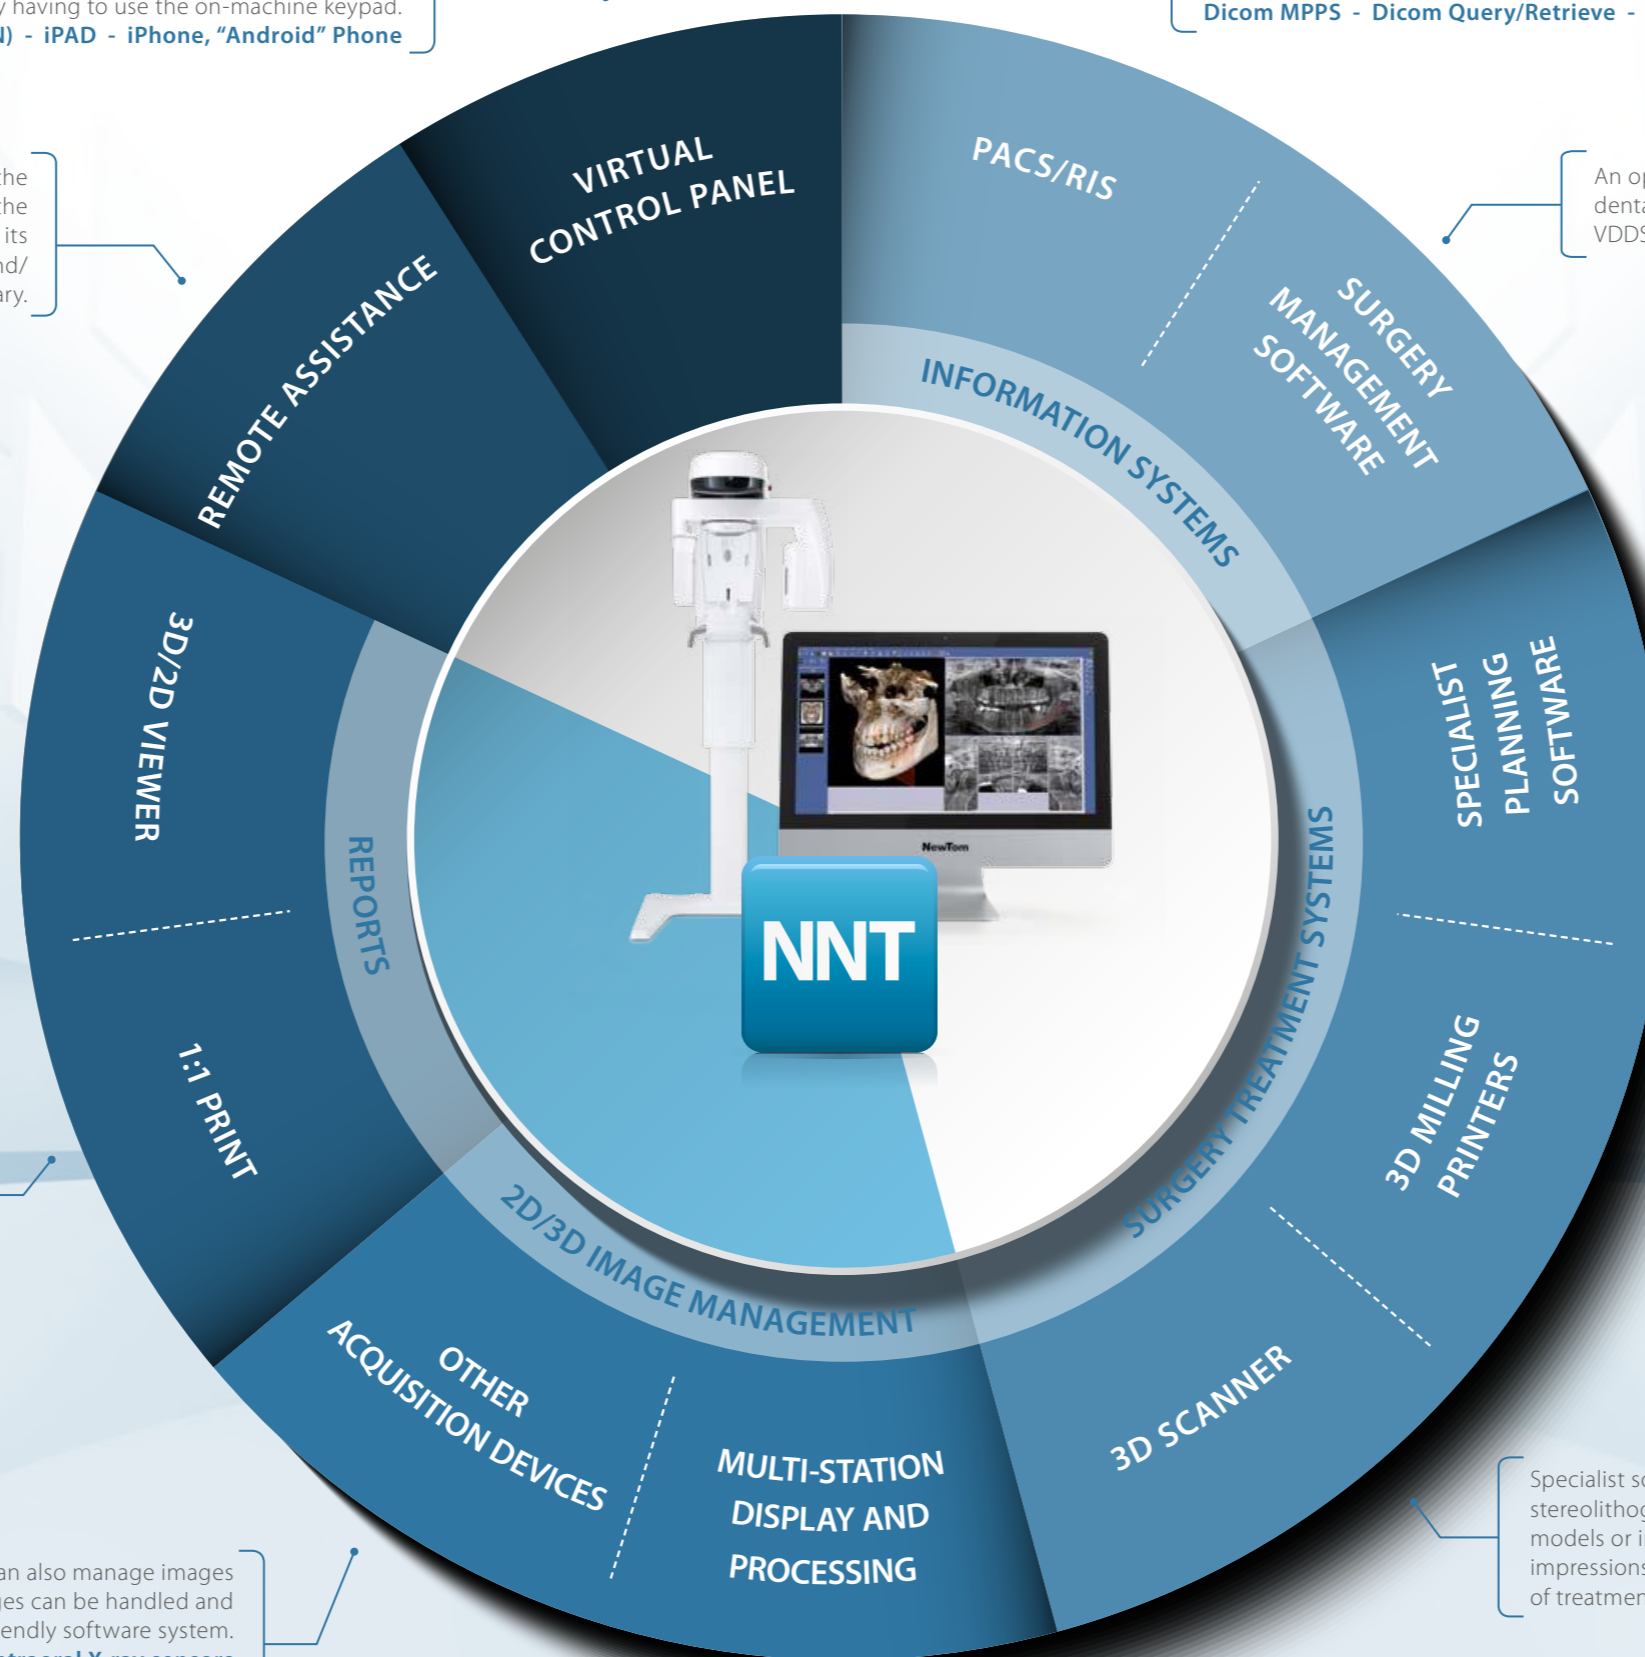 y having to use the on-machine keypad.
- iPAD - iPhone, “Android” Phone
Dicom MPPS - Dicom Query/Retrieve -
the
the
its
nd/
ary.
An op
denta
VDDS
VIRTUAL
CONTROL PANEL
PACS/RIS
SURGERY
MANAGEMENT
SOFTWARE
INFORMATION SYSTEMS
REMOTE ASSISTANCE
SPECIALIST
PLANNING
SOFTWARE
3D MILLING
PRINTERS
3D SCANNER
SURGERY TREATMENT SYSTEMS
3D/2D VIEWER
1:1 PRINT
REPORTS
NewTom
NNT
2D/3D IMAGE MANAGEMENT
OTHER
ACQUISITION DEVICES
MULTI-STATION
DISPLAY AND
PROCESSING
an also manage images
ges can be handled and
endly software system.
Specialist so
stereolithog
models or i
impressions
of treatmen